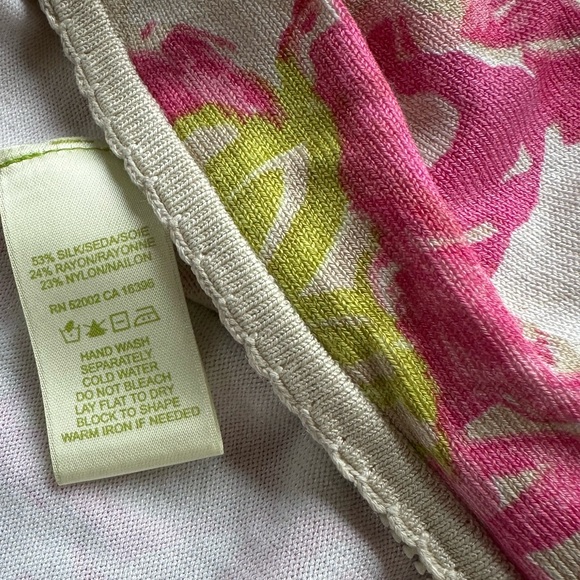 53% SILK/SEDA/SOIE
24% RAYON/RAYONNE
23% NYLON/NAILON
RN 52002 CA 16396
HAND WASH
SEPARATELY
COLD WATER
DO NOT BLEACH
LAY FLAT TO DRY
BLOCK TO SHAPE
WARM IRON IF NEEDED